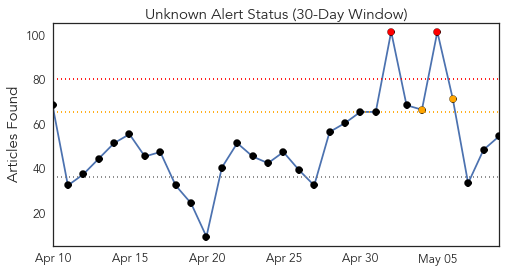 Unknown Alert Status (30-Day Window)
Articles Found
100
80
60
40
20
Apr 10 Apr 15 Apr 20 Apr 25 Apr 30 May 05